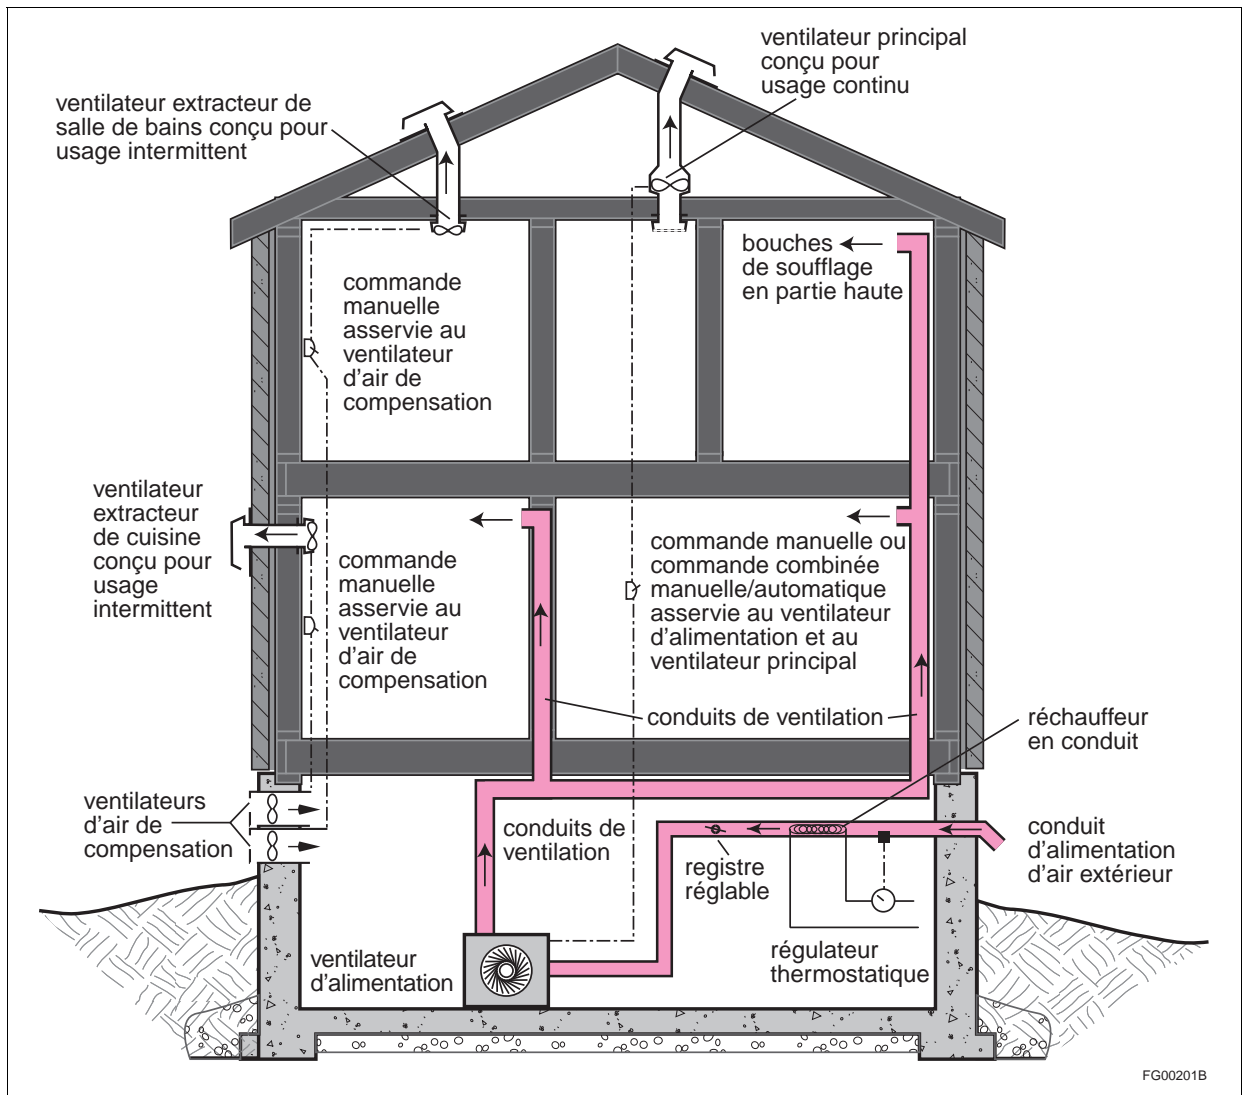 ventilateur principal
conçu pour
usage continu
ventilateur extracteur de
salle de bains conçu pour
usage intermittent
bouches
de soufflage
en partie haute
commande
manuelle
asservie au
ventilateur
d'air de
compensation
ventilateur
extracteur
de cuisine
conçu pour
usage
intermittent
commande
manuelle
asservie au
ventilateur
d'air de
compensation
commande manuelle ou
commande combinée
manuelle/automatique
asservie au ventilateur
d'alimentation et au
ventilateur principal
conduits de ventilation
réchauffeur
en conduit
ventilateurs
d'air de
compensation
conduits de
ventilation
registre
réglable
conduit
d'alimentation
d'air extérieur
ventilateur
d'alimentation
régulateur
thermostatique
FG00201B